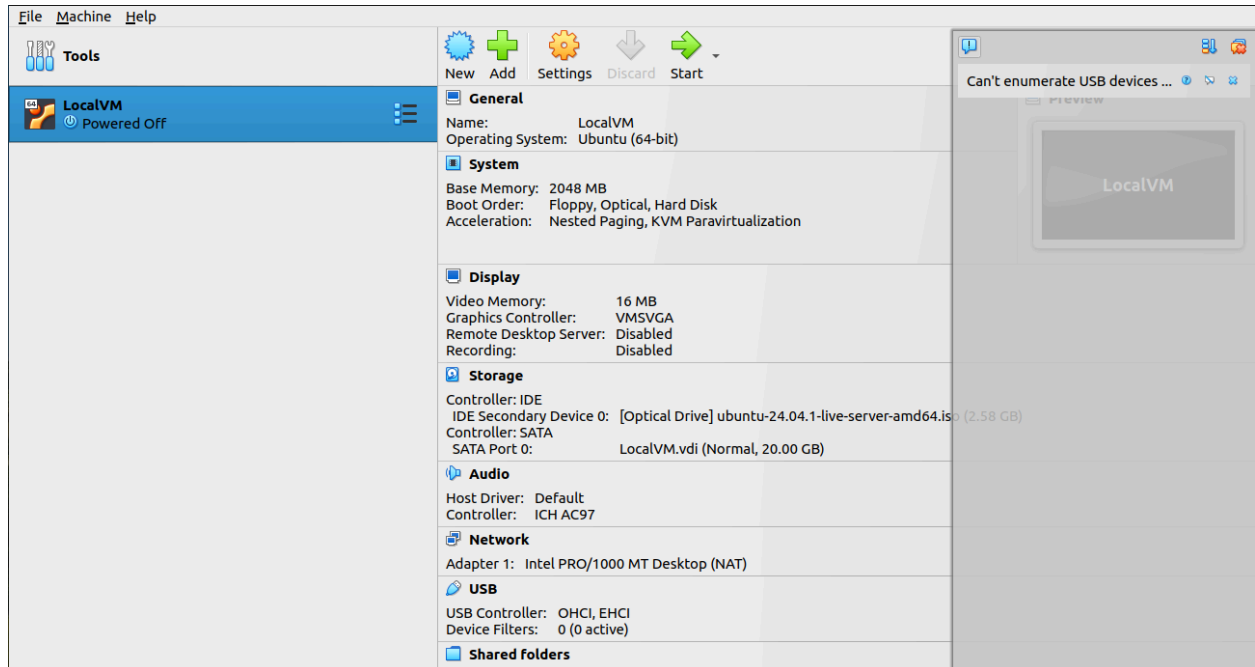 File Machine Help
Tools
64
LocalVM
Powered Off
New Add Settings Discard Start
General
Name: LocalVM
Operating System: Ubuntu (64-bit)
System
Base Memory: 2048 MB
Boot Order: Floppy, Optical, Hard Disk
Acceleration: Nested Paging, KVM Paravirtualization
Display
Video Memory: 16 MB
Graphics Controller: VMSVGA
Remote Desktop Server: Disabled
Recording: Disabled
Storage
Controller: IDE
IDE Secondary Device 0: [Optical Drive] ubuntu-24.04.1-live-server-amd64.iso (2.58 GB)
Controller: SATA
SATA Port 0: LocalVM.vdi (Normal, 20.00 GB)
Audio
Host Driver: Default
Controller: ICH AC97
Network
Adapter 1: Intel PRO/1000 MT Desktop (NAT)
USB
USB Controller: OHCI, EHCI
Device Filters: 0 (0 active)
Shared folders
Can't enumerate USB devices ...
Preview
LocalVM